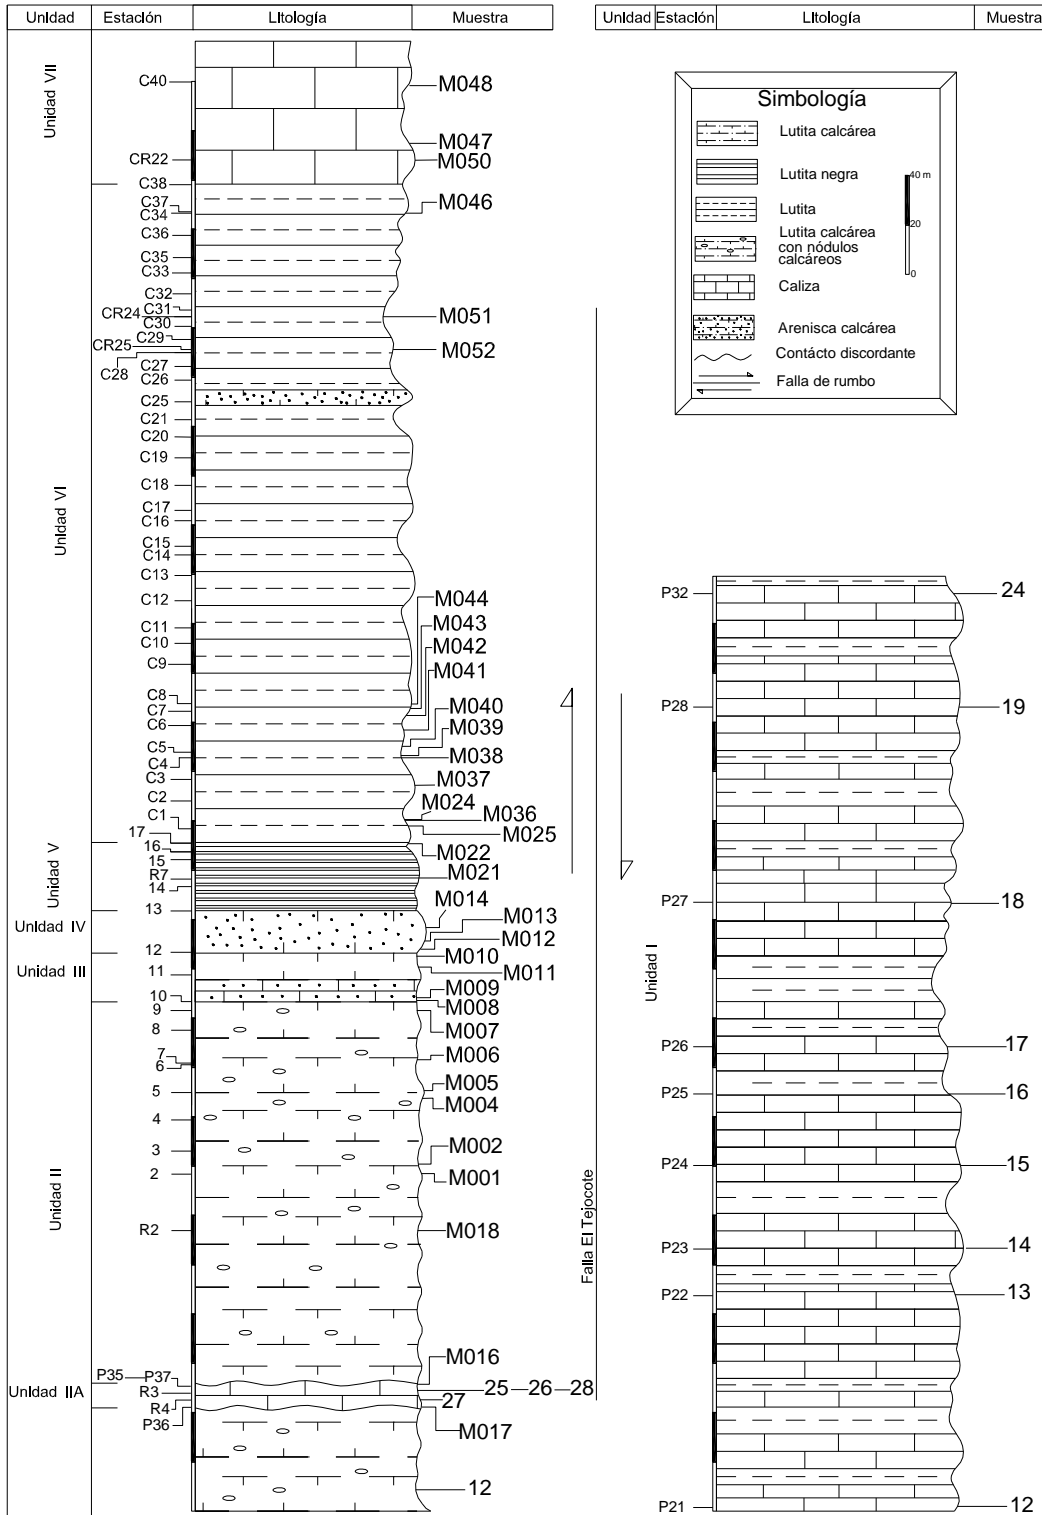 Unidad Estación Litología Muestra
Unidad Estación Litología Muestra
Unidad VII
C40
M048
M047
CR22
M050
C38
Unidad VI
C37
C34
M046
C36
C35
C33
C32
C31
CR24
M051
C30
C29
CR25
M052
C28
C27
C26
C25
C21
C20
C19
C18
C17
C16
C15
C14
C13
C12
M044
C11
M043
C10
M042
C9
M041
C8
C7
M040
C6
M039
C5
C4
M038
C3
M037
C2
M024
C1
M036
17
M025
Unidad V
16
M022
15
R7
M021
14
M014
13
Unidad IV
M013
M012
12
M010
Unidad III
11
M011
M009
10
M008
9
Unidad II
M007
8
7
M006
6
5
M005
M004
4
3
M002
2
M001
R2
M018
M016
P35 P37
Unidad IIA
R3
25 26 28
R4
27
P36
M017
12
Falla El Tejocote
Simbología
Lutita calcárea
Lutita negra
Lutita
Lutita calcárea
con nódulos
calcáreos
Caliza
Arenisca calcárea
Contácto discordante
Falla de rumbo
40 m
20
0
Unidad I
P32
24
P28
19
P27
18
P26
17
P25
16
P24
15
P23
14
P22
13
P21
12